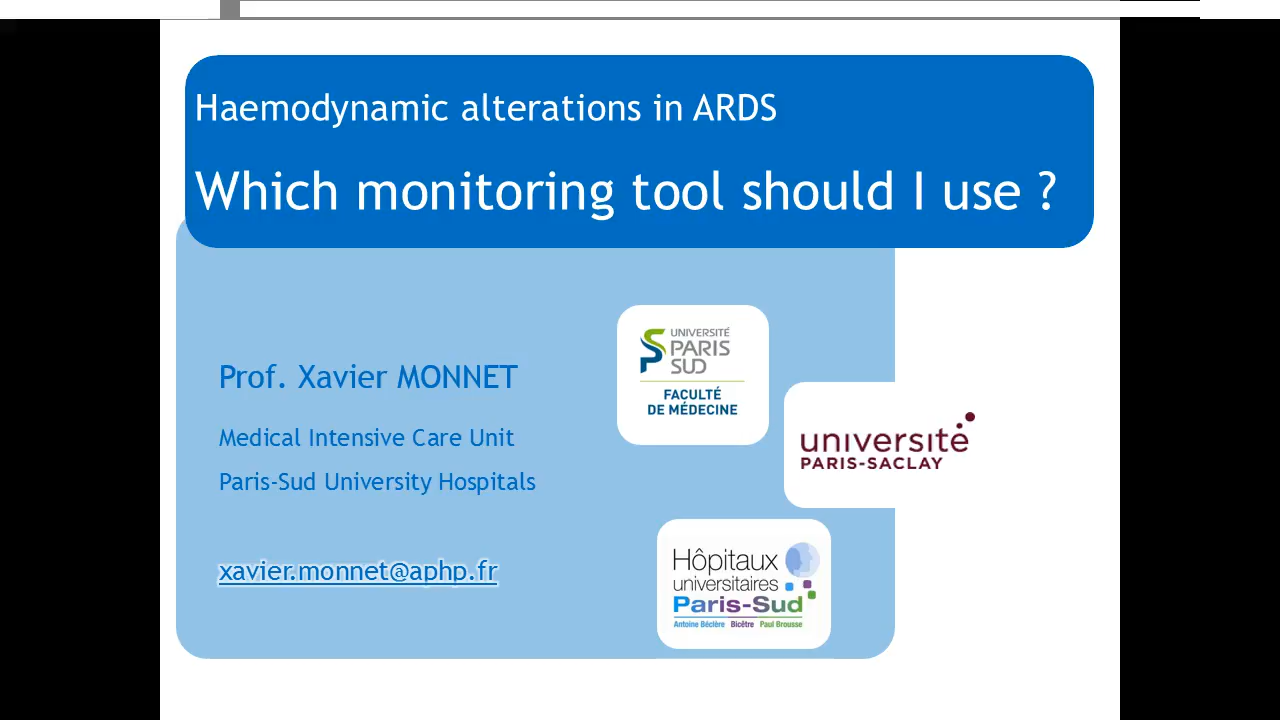 Haemodynamic alterations in ARDS
Which monitoring tool should I use ?
Prof. Xavier MONNET
Medical Intensive Care Unit
Paris-Sud University Hospitals
xavier.monnet@aphp.fr
UNIVERSITÉ
PARIS
SUD
FACULTÉ
DE MÉDECINE
université
PARIS-SACLAY
Hôpitaux
universitaires
Paris-Sud
Antoine Béclère Bicêtre Paul Brousse